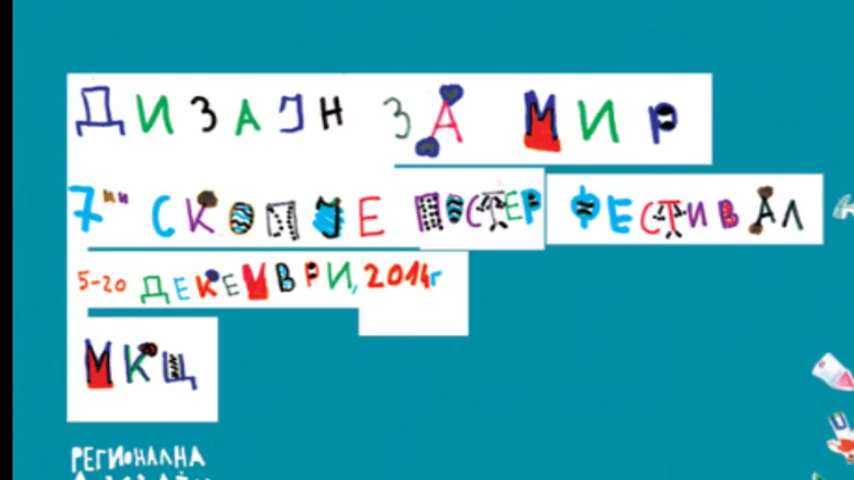 ДИЗАЈН ЗА МИР
7ми СКОПЈЕ ПОСТЕР ФЕСТИВАЛ
5-20 ДЕКЕМВРИ, 2014г
МКЦ
РЕГИОНАЛНА